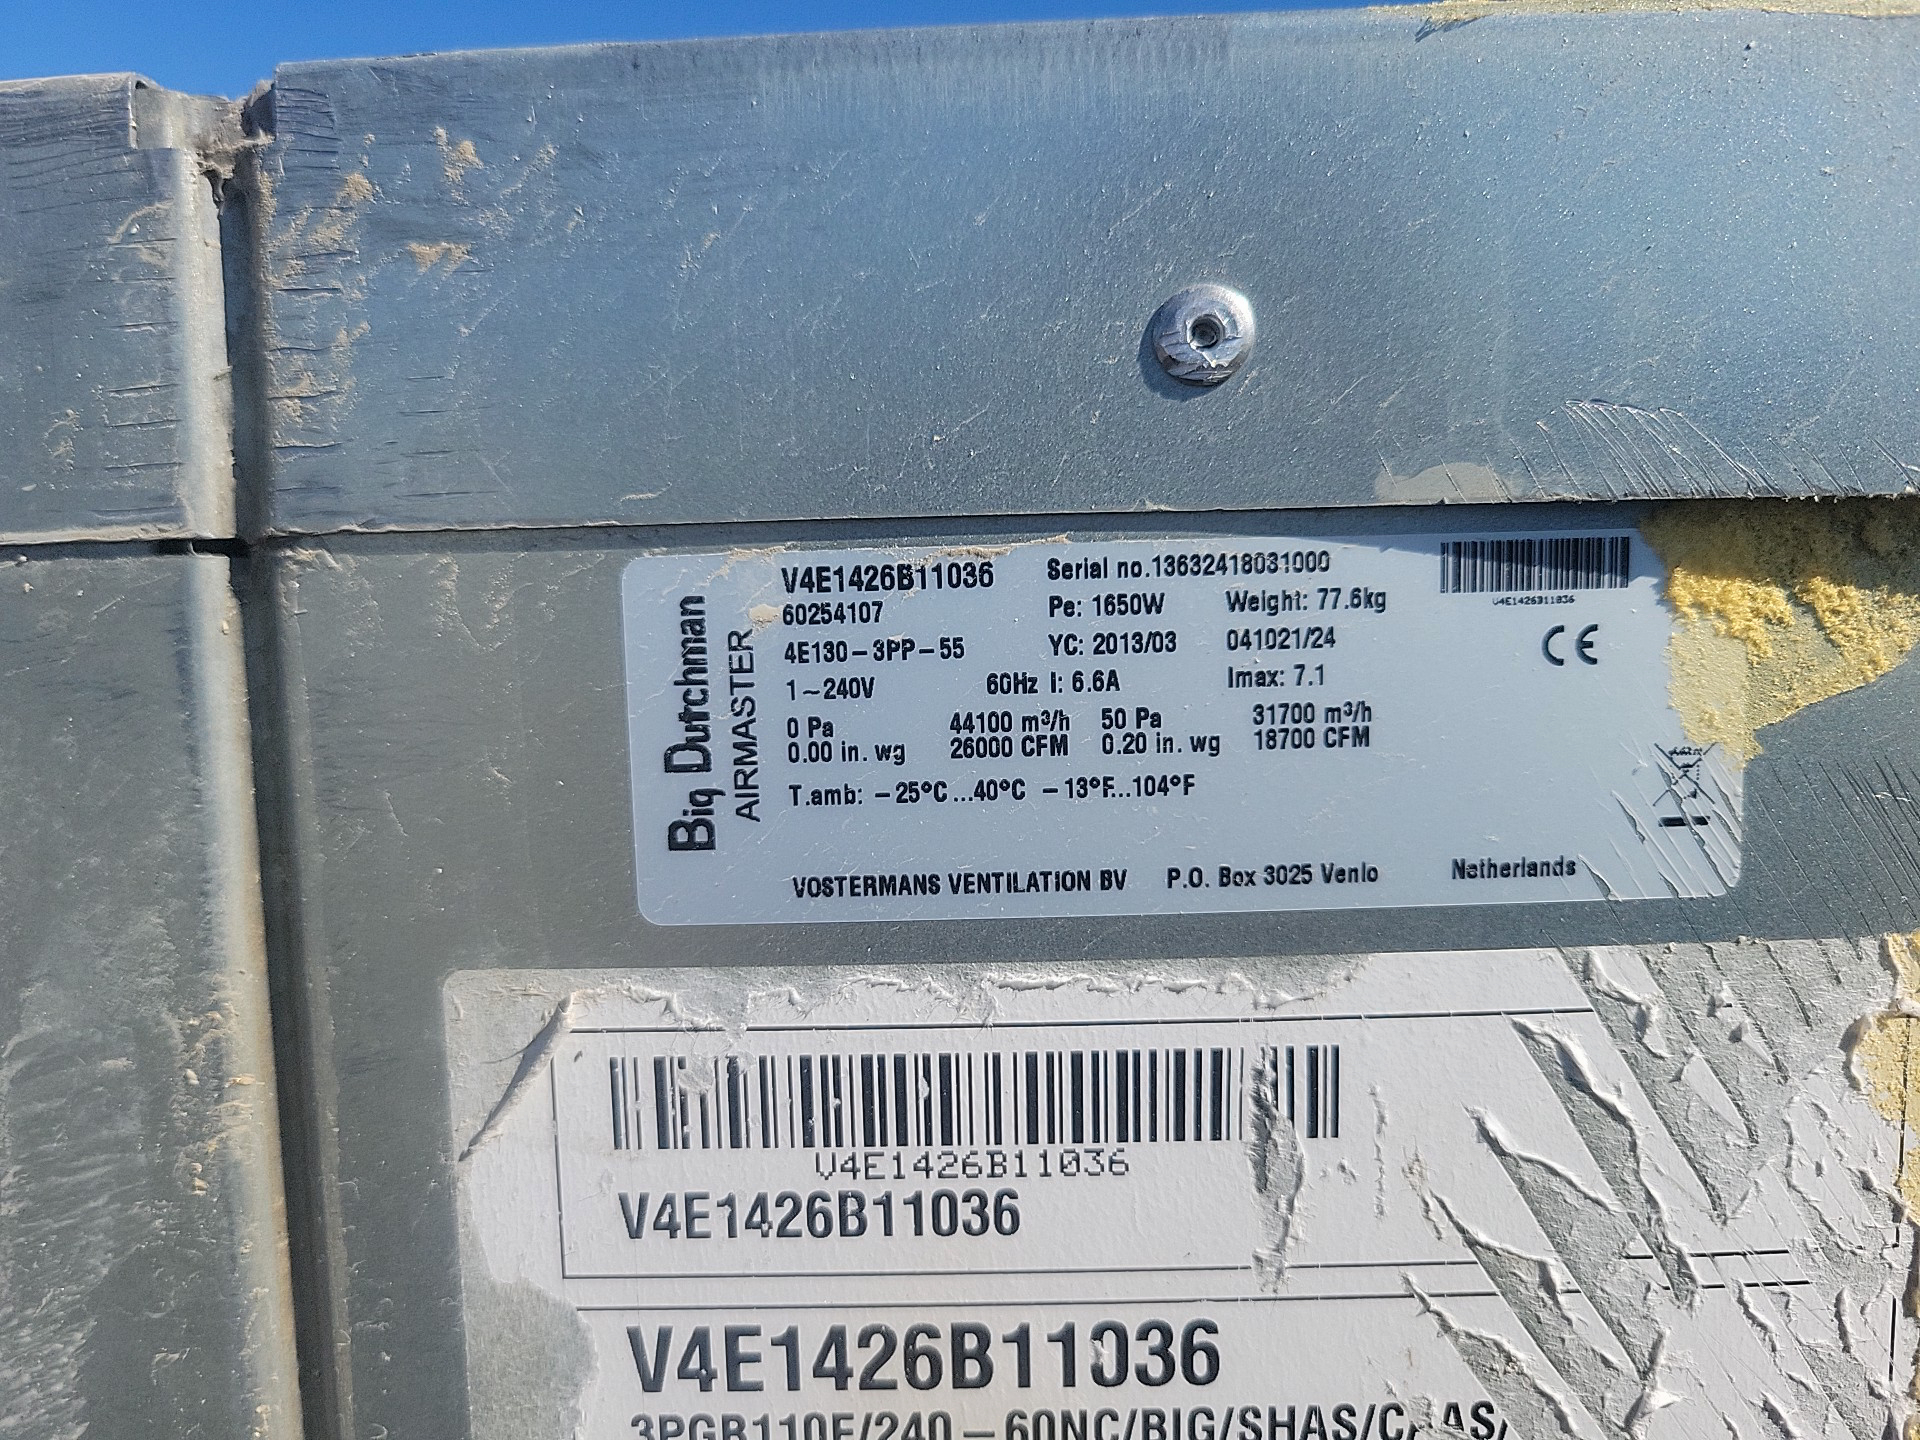 Big Dutchman
AIRMASTER
V4E1426B11036 Serial no.13632418031000
V4E1426B11036
60254107 Pe: 1650W Weight: 77.6kg
4E130-3PP-55 YC: 2013/03 041021/24
CE
1~240V 60Hz I: 6.6A Imax: 7.1
0 Pa 44100 m³/h 50 Pa 31700 m³/h
0.00 in. wg 26000 CFM 0.20 in. wg 18700 CFM
T.amb: -25°C...40°C -13°F...104°F
VOSTERMANS VENTILATION BV P.O. Box 3025 Venlo Netherlands
V4E1426B11036
V4E1426B11036
V4E1426B11036